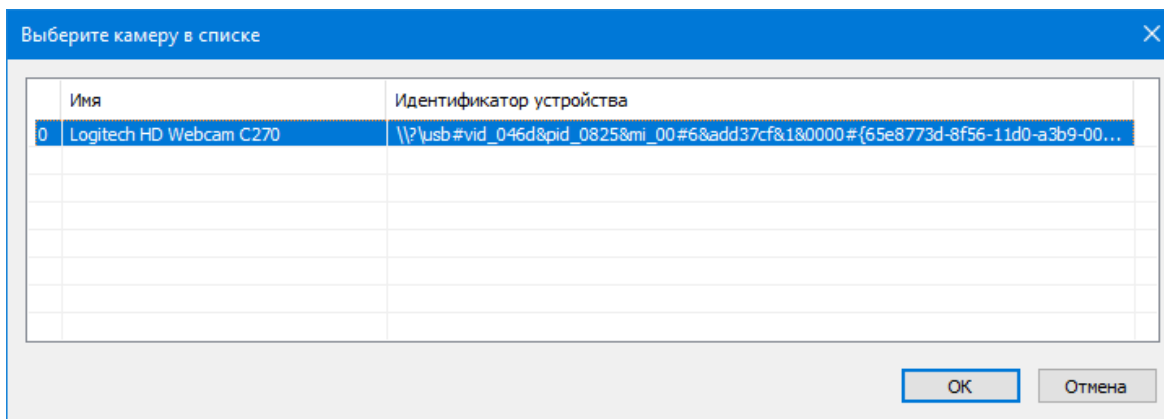 Выберите камеру в списке
Имя Идентификатор устройства
0 Logitech HD Webcam C270 \\?\usb#vid_046d&pid_0825&mi_00#6&add37cf&1&0000#{65e8773d-8f56-11d0-a3b9-00...
OK Отмена